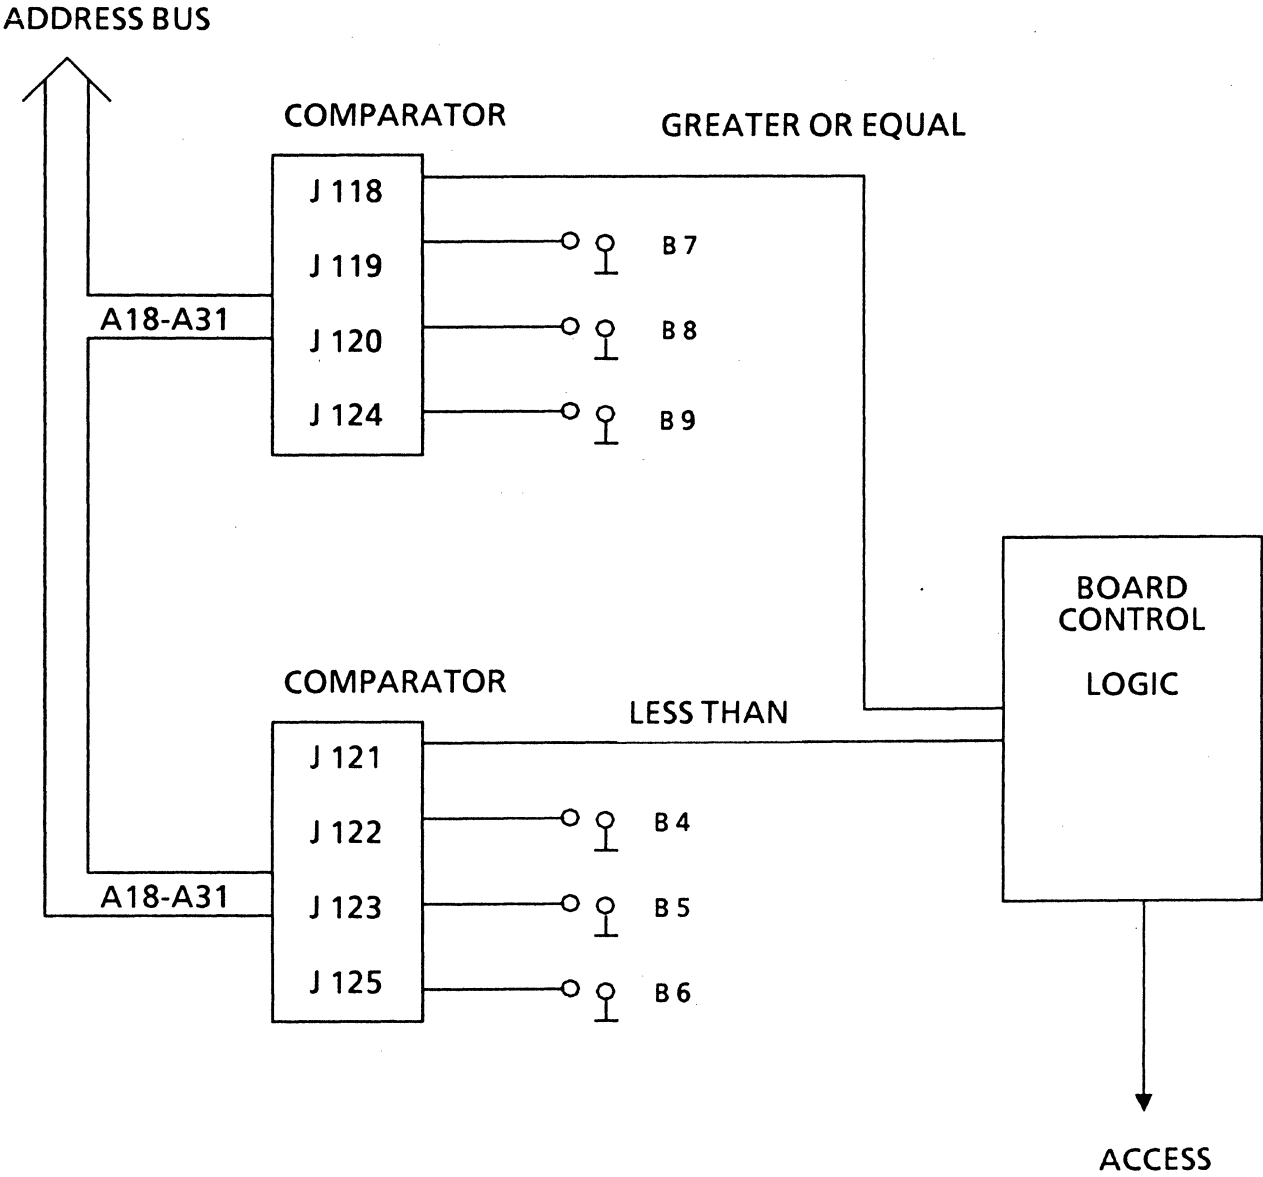 ADDRESS BUS
COMPARATOR
GREATER OR EQUAL
J 118
J 119
B 7
A18-A31
J 120
B 8
J 124
B 9
BOARD
CONTROL
LOGIC
COMPARATOR
LESS THAN
J 121
J 122
B 4
A18-A31
J 123
B 5
J 125
B 6
ACCESS